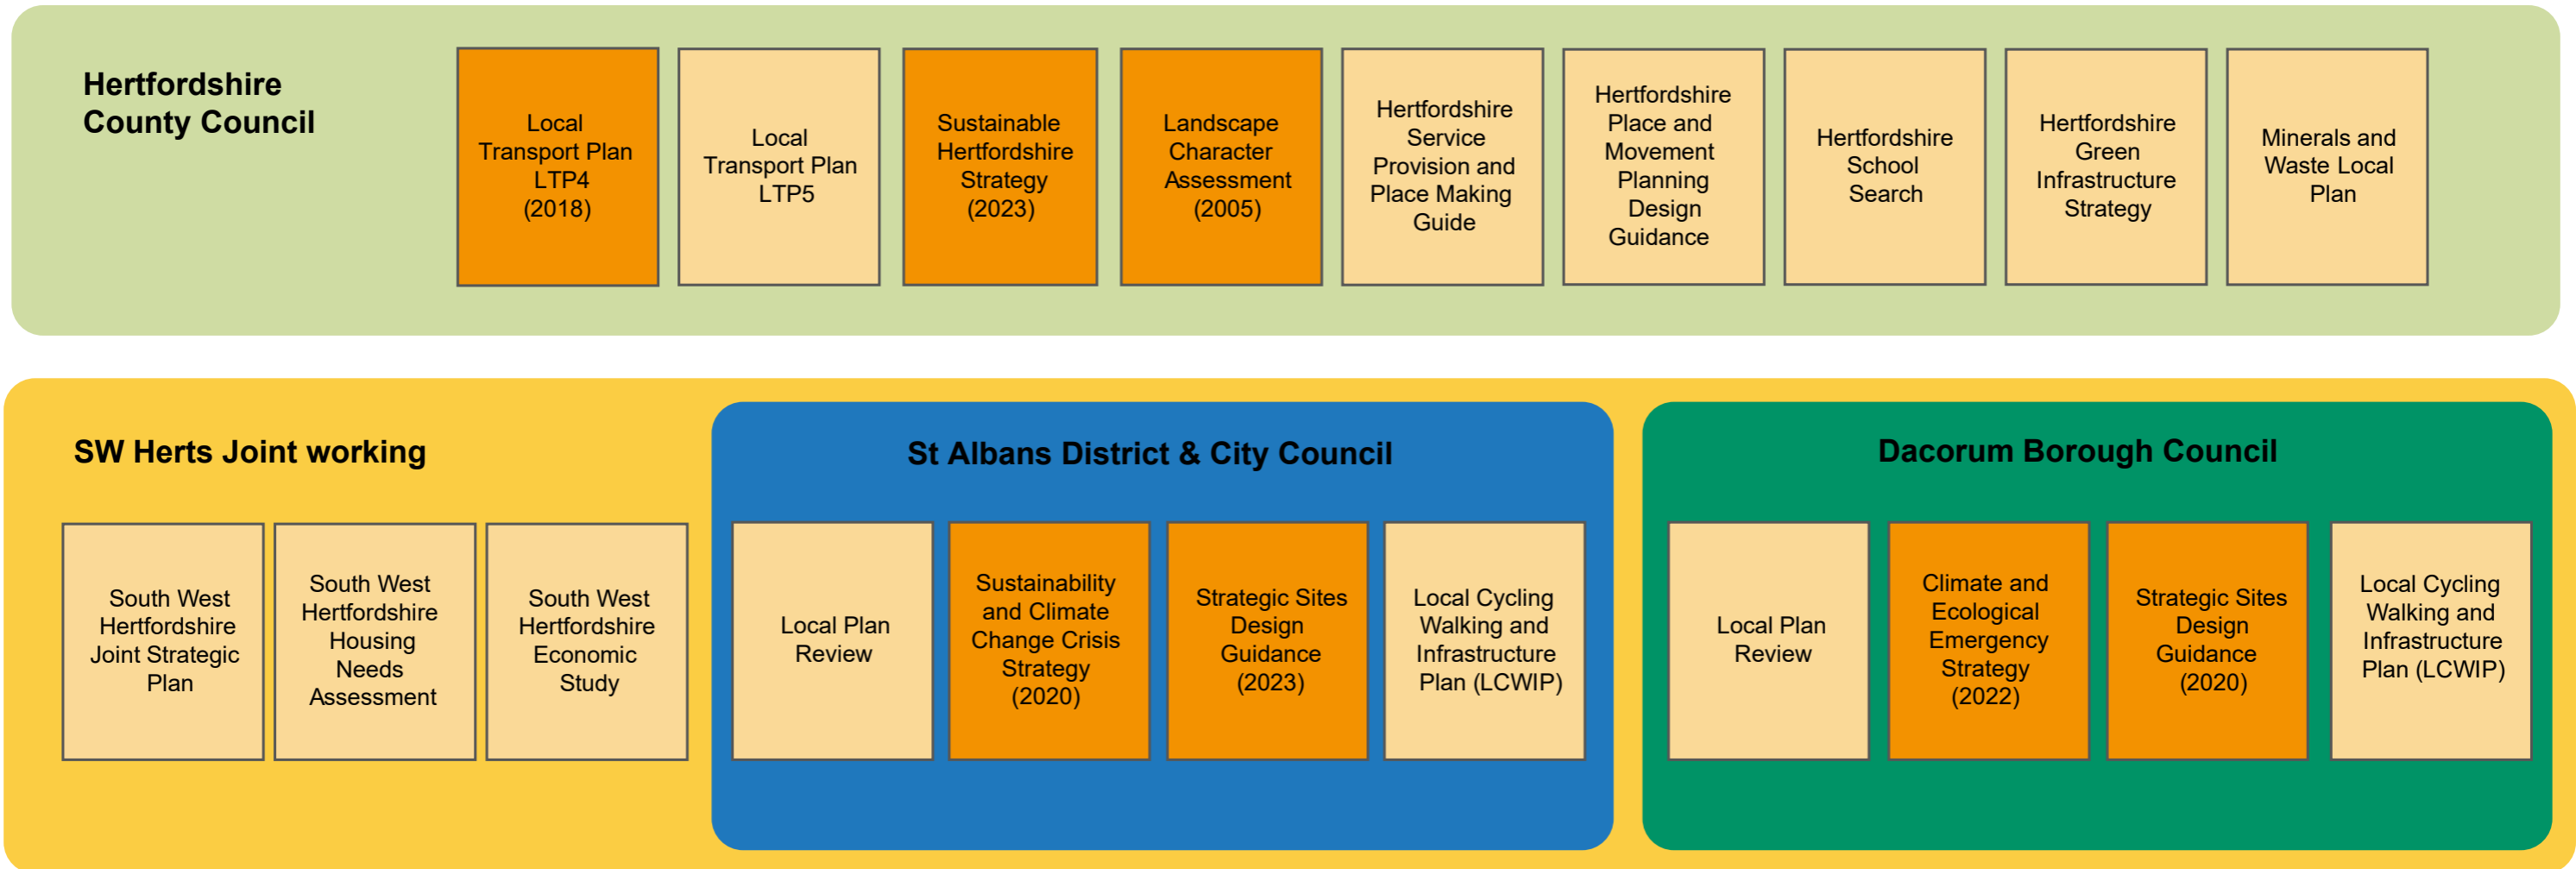 Hertfordshire
County Council
Local
Transport Plan
LTP4
(2018)
Local
Transport Plan
LTP5
Sustainable
Hertfordshire
Strategy
(2023)
Landscape
Character
Assessment
(2005)
Hertfordshire
Service
Provision and
Place Making
Guide
Hertfordshire
Place and
Movement
Planning
Design
Guidance
Hertfordshire
School
Search
Hertfordshire
Green
Infrastructure
Strategy
Minerals and
Waste Local
Plan
SW Herts Joint working
South West
Hertfordshire
Joint Strategic
Plan
South West
Hertfordshire
Housing
Needs
Assessment
South West
Hertfordshire
Economic
Study
St Albans District & City Council
Local Plan
Review
Sustainability
and Climate
Change Crisis
Strategy
(2020)
Strategic Sites
Design
Guidance
(2023)
Local Cycling
Walking and
Infrastructure
Plan (LCWIP)
Dacorum Borough Council
Local Plan
Review
Climate and
Ecological
Emergency
Strategy
(2022)
Strategic Sites
Design
Guidance
(2020)
Local Cycling
Walking and
Infrastructure
Plan (LCWIP)